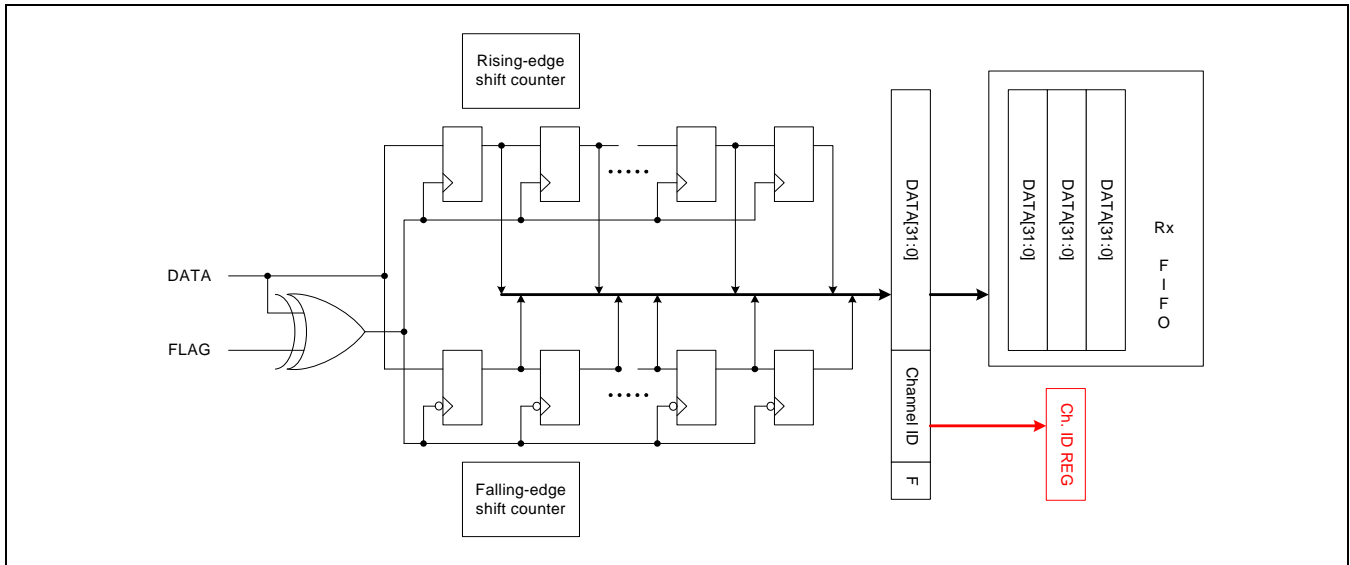 Rising-edge
shift counter
DATA
FLAG
Falling-edge
shift counter
DATA[31:0]
Channel ID
F
DATA[31:0]
DATA[31:0]
DATA[31:0]
Rx
F
I
F
O
Ch. ID REG